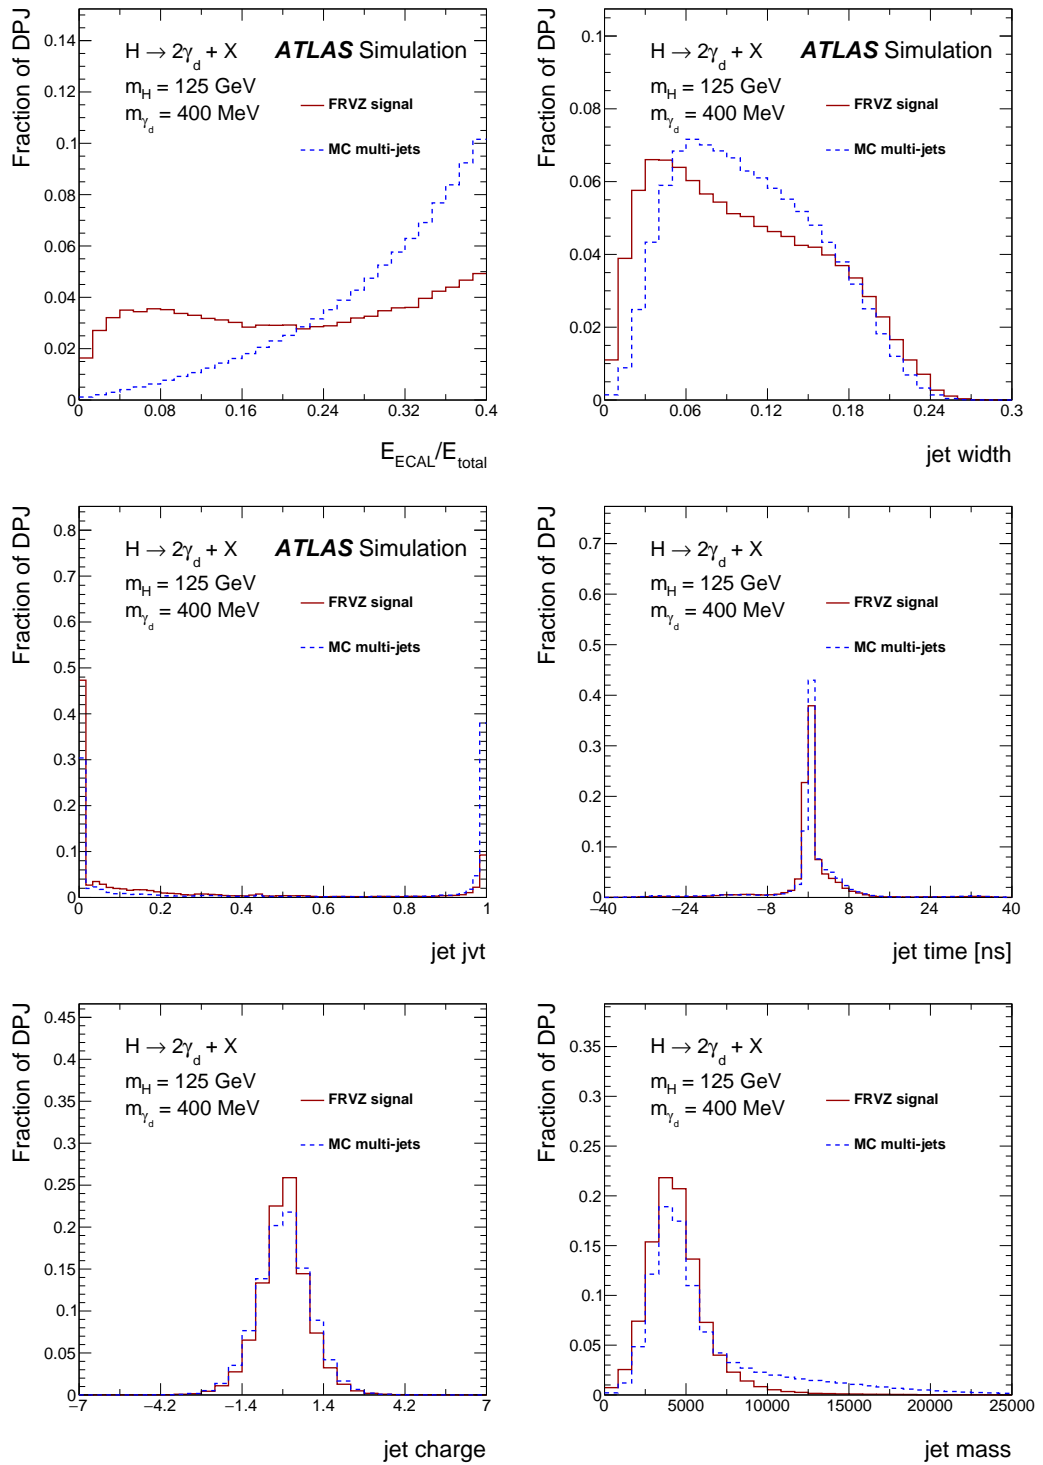 Fraction of DPJ
0.14
0.12
0.1
0.08
0.06
0.04
0.02
0
H → 2γd + X
ATLAS Simulation
mH = 125 GeV
mγd = 400 MeV
FRVZ signal
MC multi-jets
0 0.08 0.16 0.24 0.32 0.4
EECAL/Etotal
Fraction of DPJ
0.1
0.08
0.06
0.04
0.02
0
H → 2γd + X
ATLAS Simulation
mH = 125 GeV
mγd = 400 MeV
FRVZ signal
MC multi-jets
0 0.06 0.12 0.18 0.24 0.3
jet width
Fraction of DPJ
0.8
0.7
0.6
0.5
0.4
0.3
0.2
0.1
0
H → 2γd + X
ATLAS Simulation
mH = 125 GeV
mγd = 400 MeV
FRVZ signal
MC multi-jets
0 0.2 0.4 0.6 0.8 1
jet jvt
Fraction of DPJ
0.7
0.6
0.5
0.4
0.3
0.2
0.1
0
H → 2γd + X
mH = 125 GeV
mγd = 400 MeV
FRVZ signal
MC multi-jets
−40 −24 −8 8 24 40
jet time [ns]
Fraction of DPJ
0.45
0.4
0.35
0.3
0.25
0.2
0.15
0.1
0.05
0
H → 2γd + X
mH = 125 GeV
mγd = 400 MeV
FRVZ signal
MC multi-jets
−7 −4.2 −1.4 1.4 4.2 7
jet charge
Fraction of DPJ
0.35
0.3
0.25
0.2
0.15
0.1
0.05
0
H → 2γd + X
mH = 125 GeV
mγd = 400 MeV
FRVZ signal
MC multi-jets
0 5000 10000 15000 20000 25000
jet mass